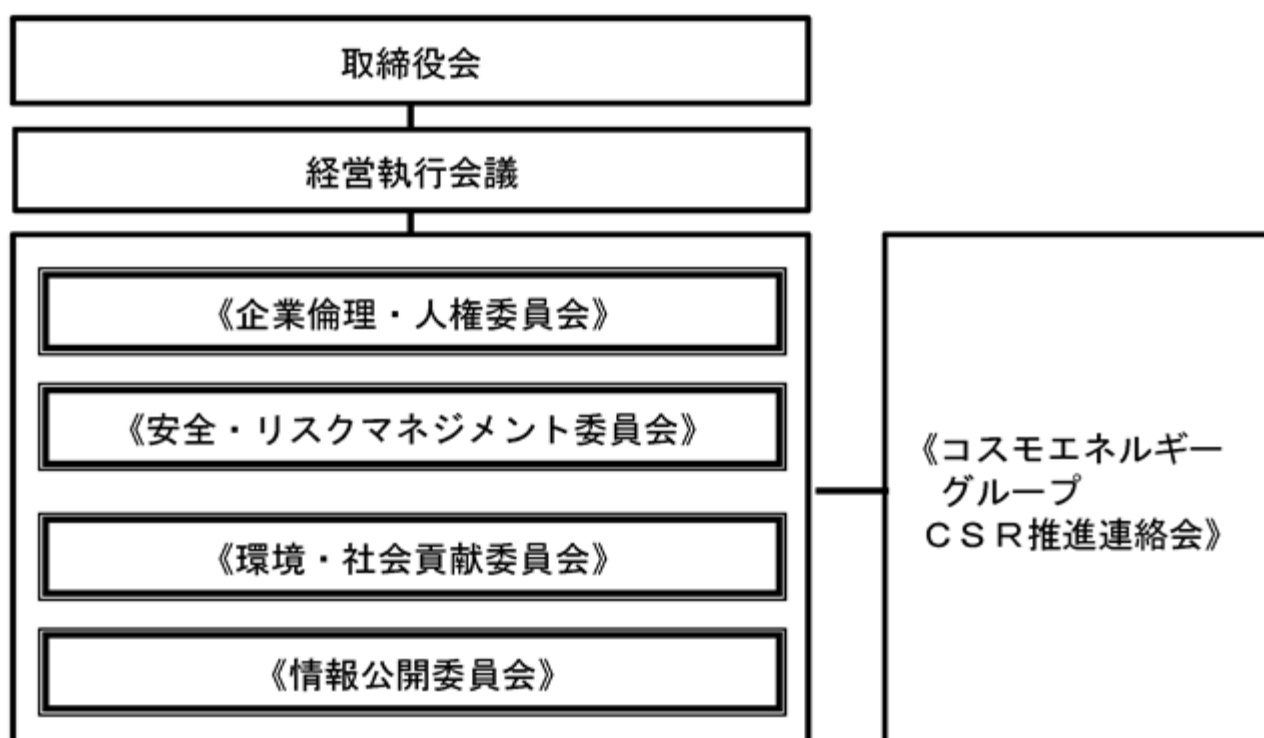 取締役会
経営執行会議
《企業倫理・人権委員会》
《安全・リスクマネジメント委員会》
《環境・社会貢献委員会》
《情報公開委員会》
《コスモエネルギー
グループ
ＣＳＲ推進連絡会》